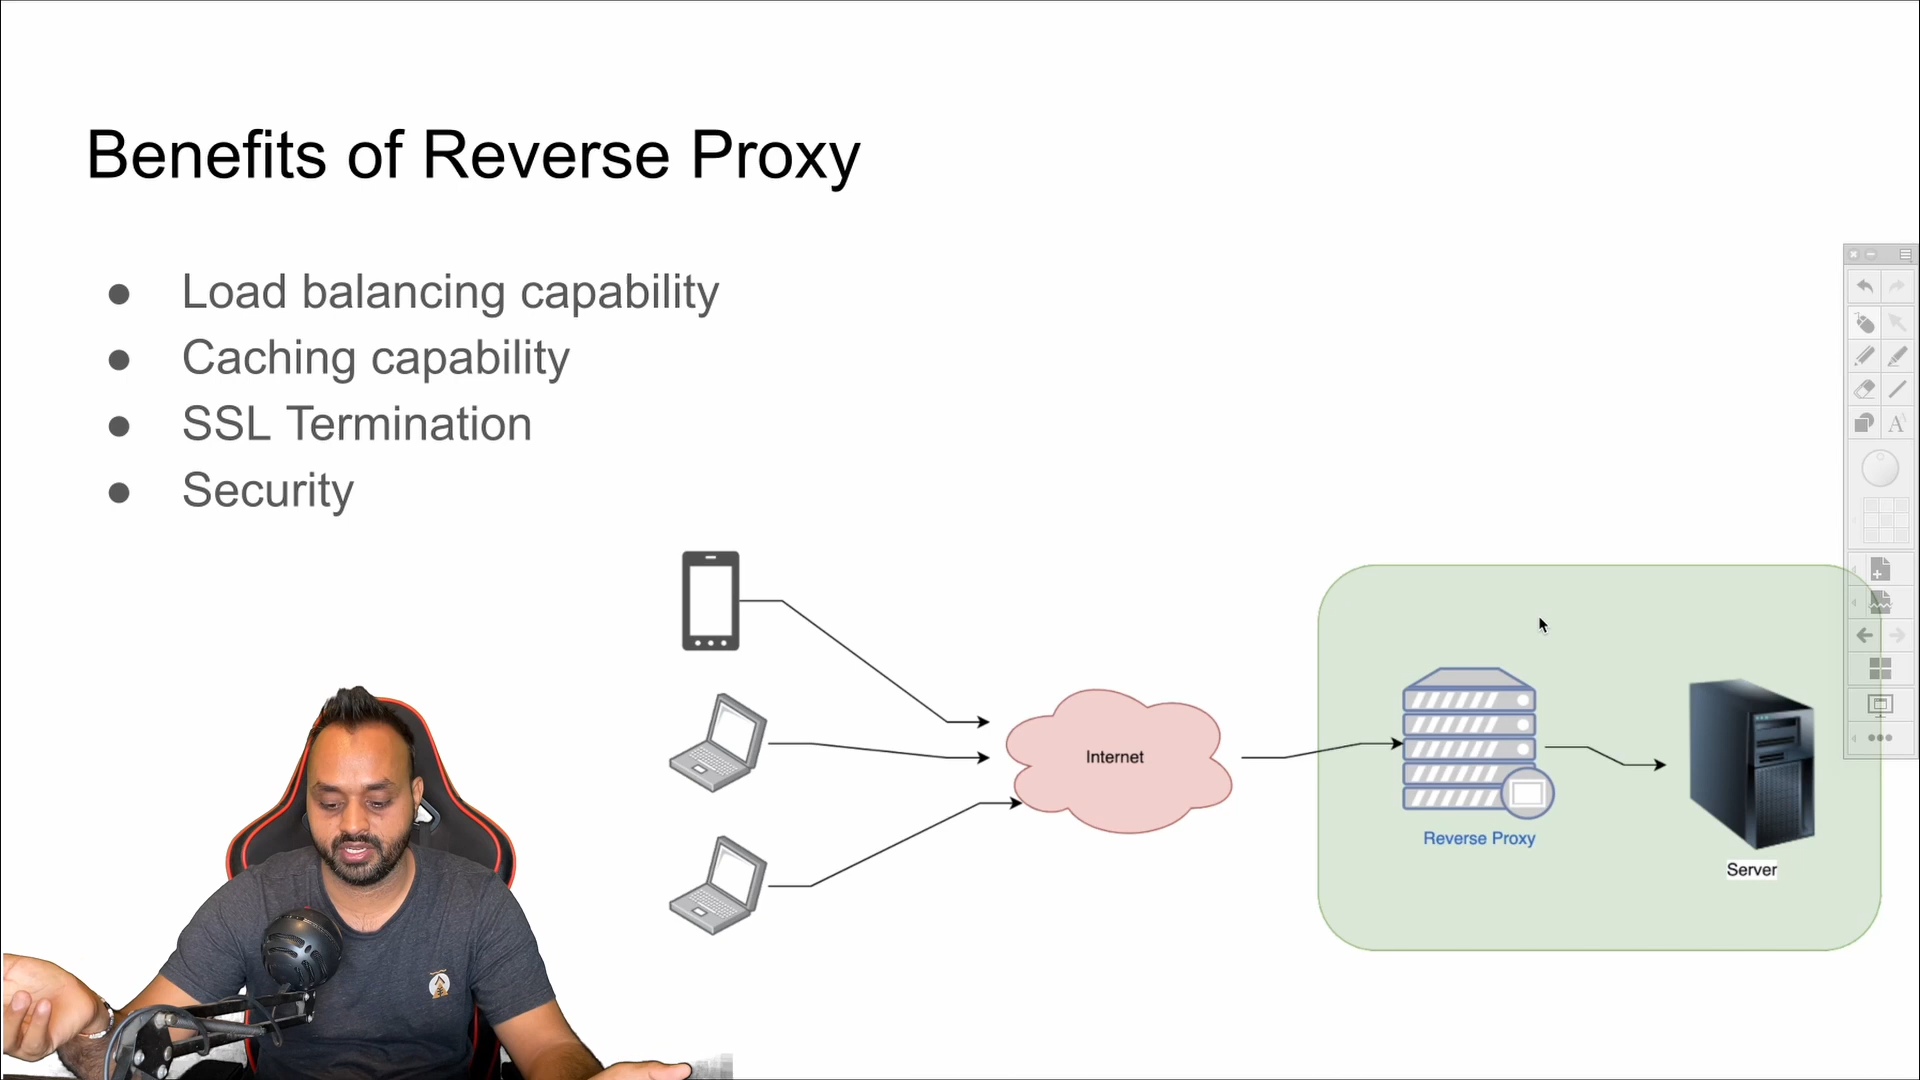 Benefits of Reverse Proxy
● Load balancing capability
● Caching capability
● SSL Termination
● Security
Internet
Reverse Proxy
Server